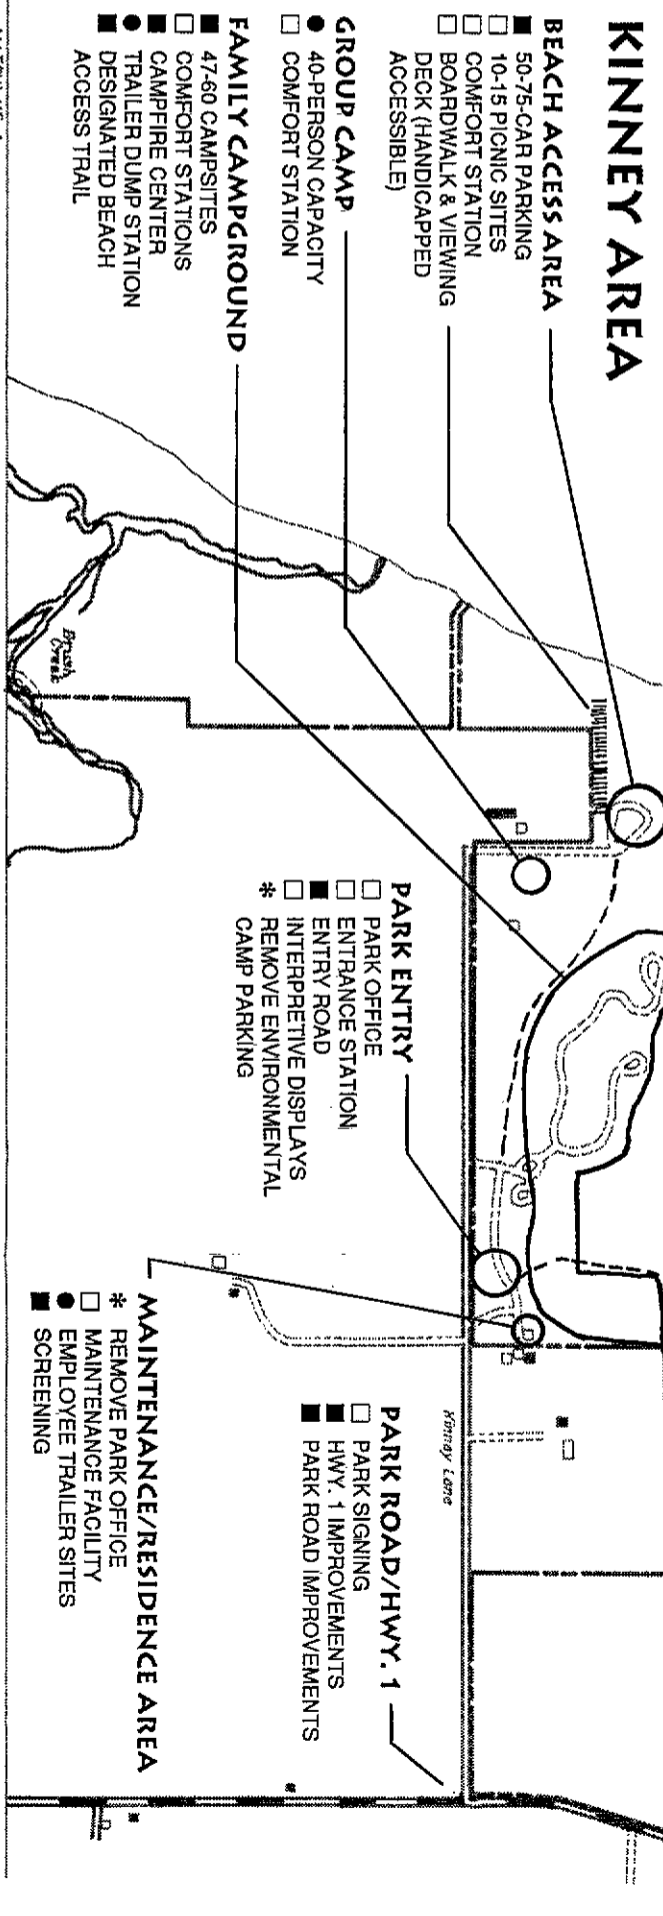 KINNEY AREA
BEACH ACCESS AREA
■ 50-75-CAR PARKING
□ 10-15 PICNIC SITES
□ COMFORT STATION
□ BOARDWALK & VIEWING
DECK (HANDICAPPED
ACCESSIBLE)
GROUP CAMP
● 40-PERSON CAPACITY
□ COMFORT STATION
FAMILY CAMPGROUND
■ 47-60 CAMPSITES
□ COMFORT STATIONS
■ CAMPFIRE CENTER
● TRAILER DUMP STATION
■ DESIGNATED BEACH
ACCESS TRAIL
Brush
Creek
PARK ENTRY
□ PARK OFFICE
□ ENTRANCE STATION
■ ENTRY ROAD
□ INTERPRETIVE DISPLAYS
* REMOVE ENVIRONMENTAL
CAMP PARKING
Kinney Lane
PARK ROAD/HWY. 1
□ PARK SIGNING
■ HWY. 1 IMPROVEMENTS
■ PARK ROAD IMPROVEMENTS
MAINTENANCE/RESIDENCE AREA
* REMOVE PARK OFFICE
□ MAINTENANCE FACILITY
● EMPLOYEE TRAILER SITES
■ SCREENING